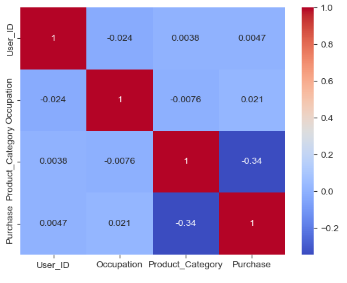 User_ID
Occupation
Product_Category
Purchase
1 -0.024 0.0038 0.0047
-0.024 1 -0.0076 0.021
0.0038 -0.0076 1 -0.34
0.0047 0.021 -0.34 1
User_ID Occupation Product_Category Purchase
1.0
0.8
0.6
0.4
0.2
0.0
-0.2